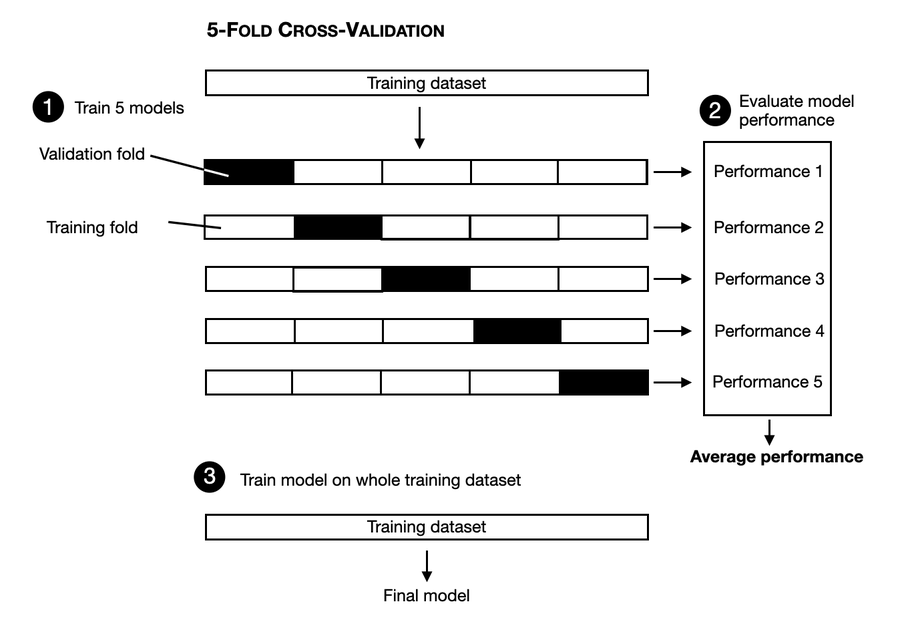 5-FOLD CROSS-VALIDATION
Training dataset
1 Train 5 models
2 Evaluate model
performance
Validation fold
Performance 1
Training fold
Performance 2
Performance 3
Performance 4
Performance 5
Average performance
3 Train model on whole training dataset
Training dataset
Final model